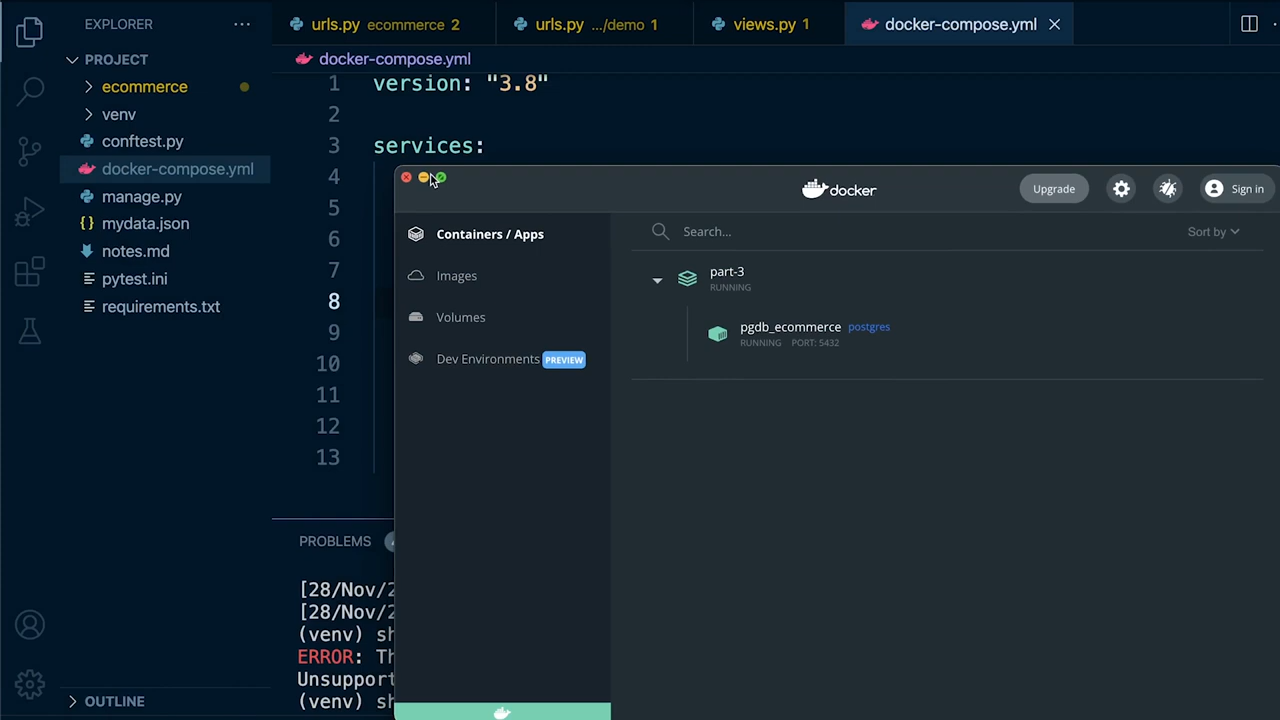 EXPLORER
urls.py ecommerce 2
urls.py .../demo 1
views.py 1
docker-compose.yml
PROJECT
ecommerce
venv
conftest.py
docker-compose.yml
manage.py
mydata.json
notes.md
pytest.ini
requirements.txt
OUTLINE
docker-compose.yml
1 version: "3.8"
2
3 services:
4
5
6
7
8
9
10
11
12
13
docker
Upgrade
Sign in
Containers / Apps
Images
Volumes
Dev Environments PREVIEW
Search...
Sort by
part-3
RUNNING
pgdb_ecommerce postgres
RUNNING PORT: 5432
PROBLEMS
[28/Nov/2
[28/Nov/2
(venv) sh
ERROR: Th
Unsupport
(venv) sh